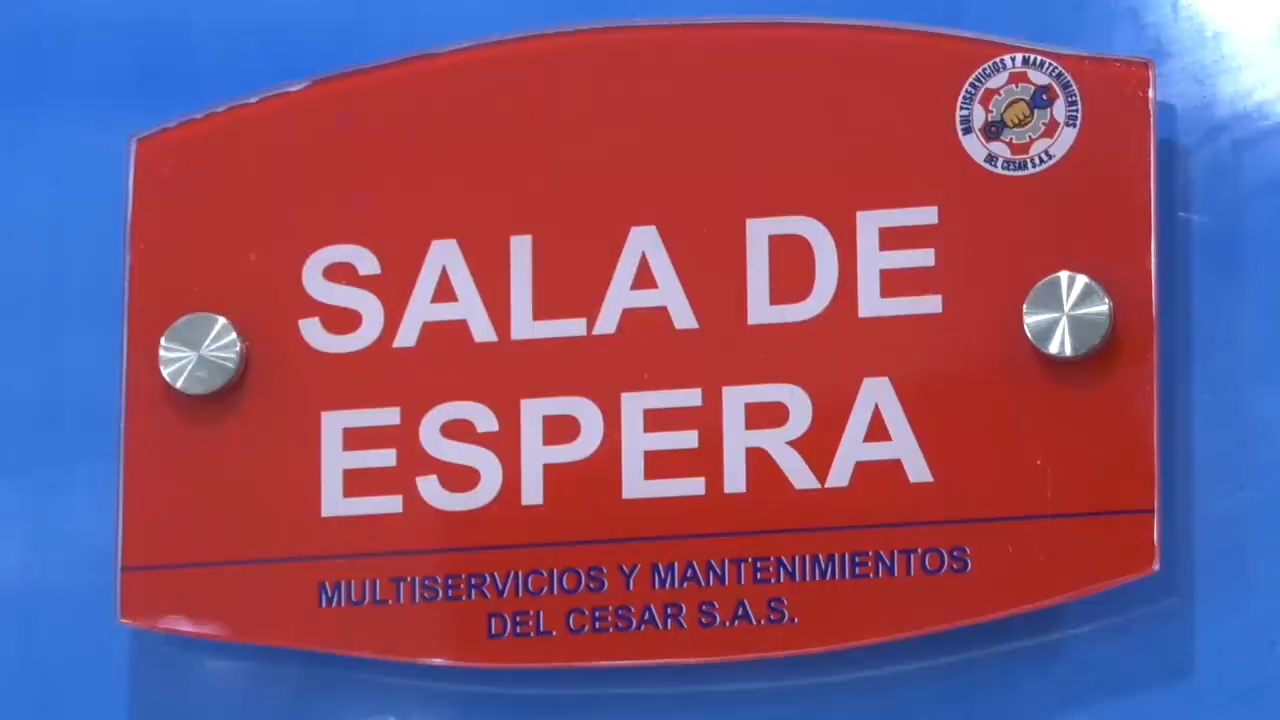 MULTISERVICIOS Y MANTENIMIENTOS
DEL CESAR S.A.S.
SALA DE
ESPERA
MULTISERVICIOS Y MANTENIMIENTOS
DEL CESAR S.A.S.